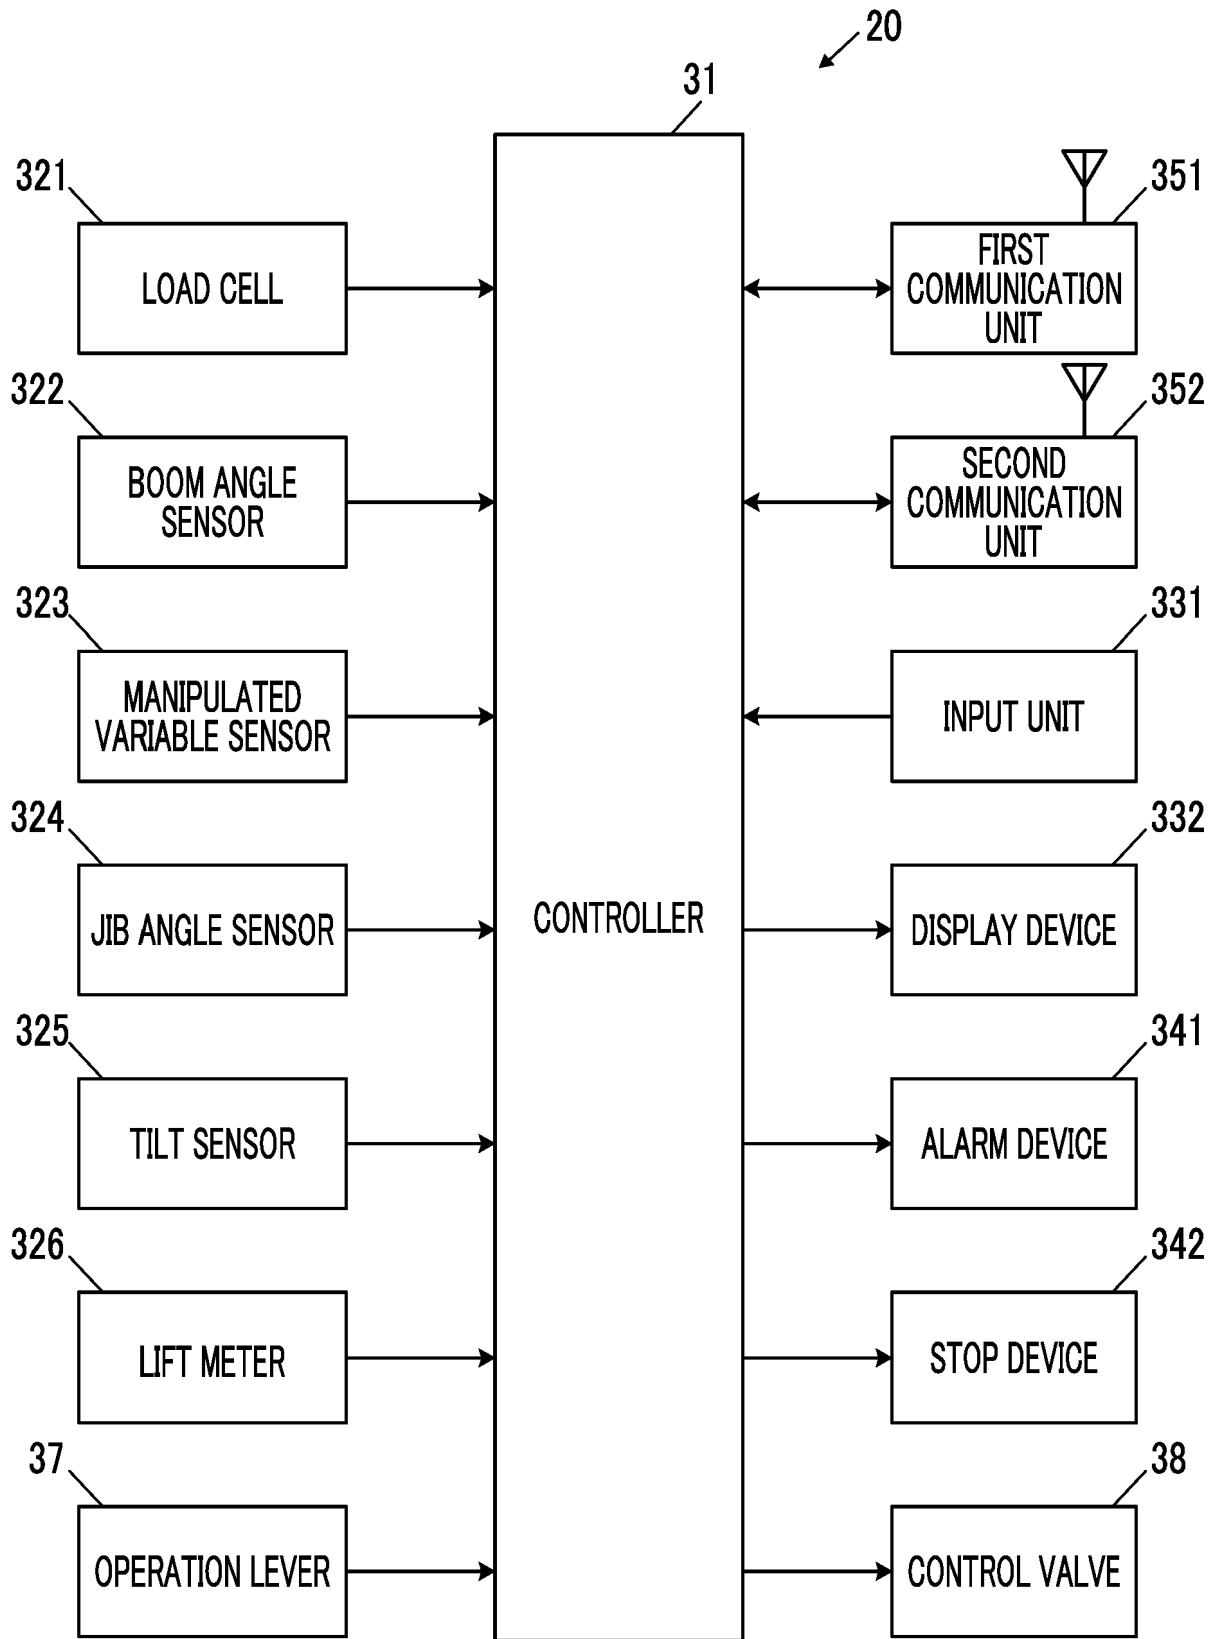 20
31
321
LOAD CELL
322
BOOM ANGLE
SENSOR
323
MANIPULATED
VARIABLE SENSOR
324
JIB ANGLE SENSOR
325
TILT SENSOR
326
LIFT METER
37
OPERATION LEVER
CONTROLLER
351
FIRST
COMMUNICATION
UNIT
352
SECOND
COMMUNICATION
UNIT
331
INPUT UNIT
332
DISPLAY DEVICE
341
ALARM DEVICE
342
STOP DEVICE
38
CONTROL VALVE